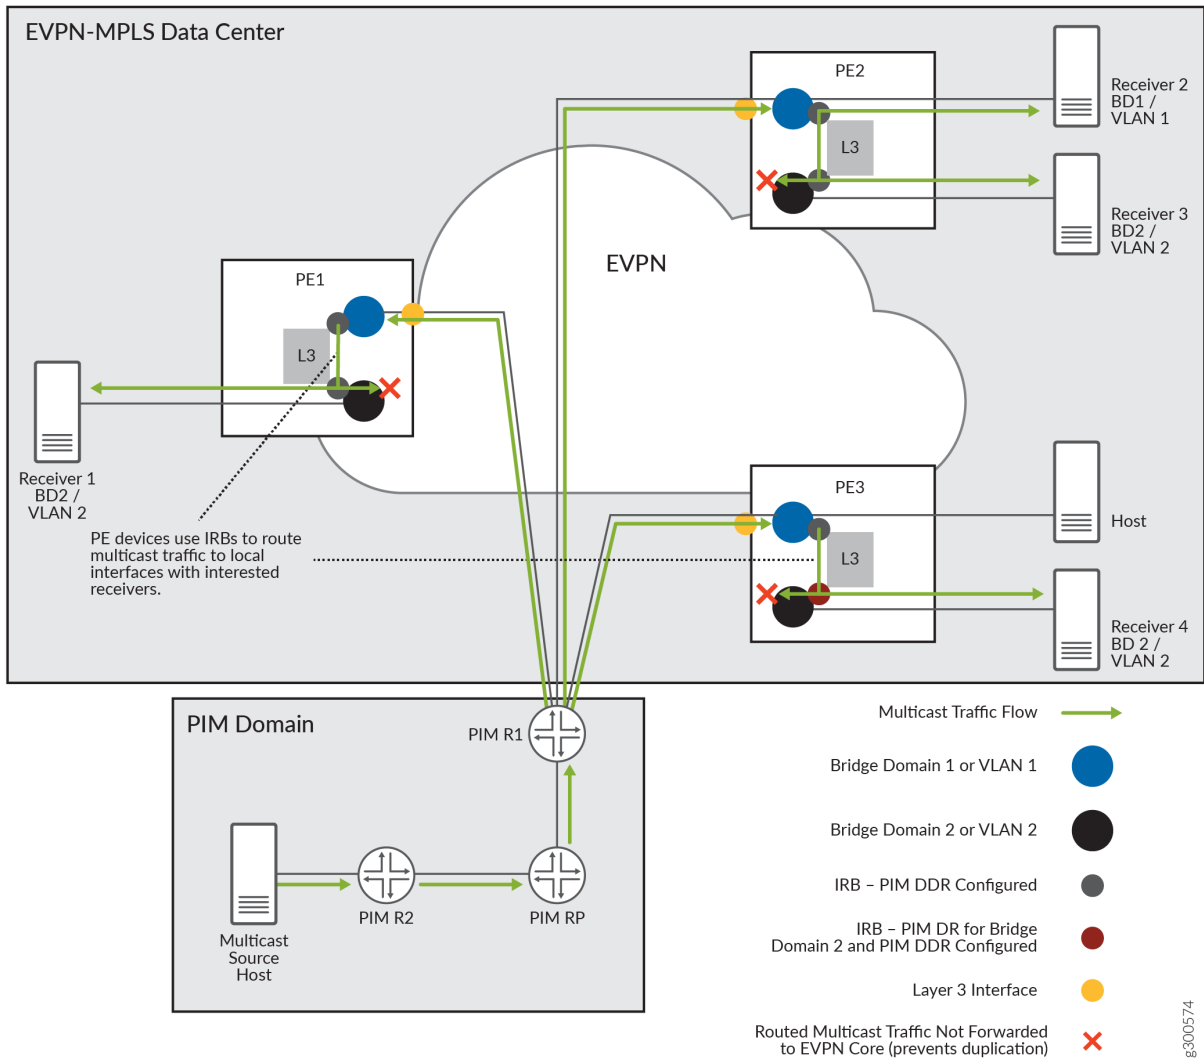 EVPN-MPLS Data Center
PE2
Receiver 2
BD1 /
VLAN 1
L3
Receiver 3
BD2 /
VLAN 2
EVPN
PE1
L3
Receiver 1
BD2 /
VLAN 2
PE devices use IRBs to route
multicast traffic to local
interfaces with interested
receivers.
PE3
Host
L3
Receiver 4
BD 2 /
VLAN 2
PIM Domain
PIM R1
PIM R2
PIM RP
Multicast
Source
Host
Multicast Traffic Flow
Bridge Domain 1 or VLAN 1
Bridge Domain 2 or VLAN 2
IRB – PIM DDR Configured
IRB – PIM DR for Bridge
Domain 2 and PIM DDR Configured
Layer 3 Interface
Routed Multicast Traffic Not Forwarded
to EVPN Core (prevents duplication)
g300574